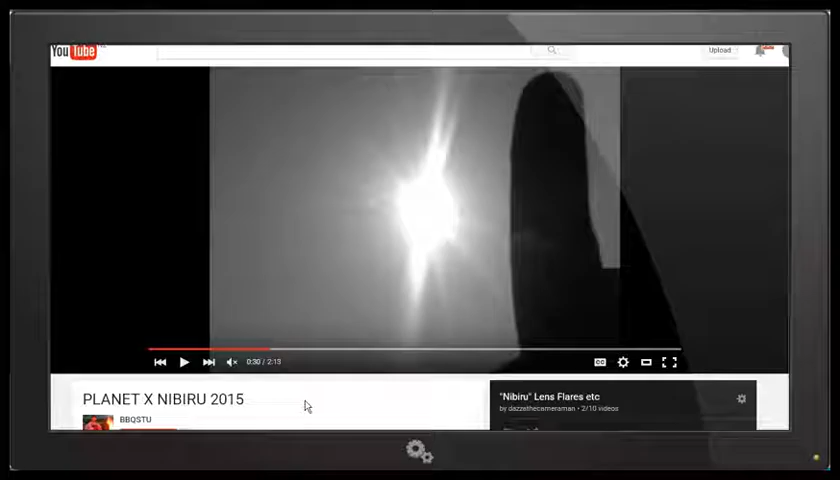 YouTube
Upload
0:30 / 2:13
CC
PLANET X NIBIRU 2015
"Nibiru" Lens Flares etc
by dazzathecameraman • 2/10 videos
BBQSTU